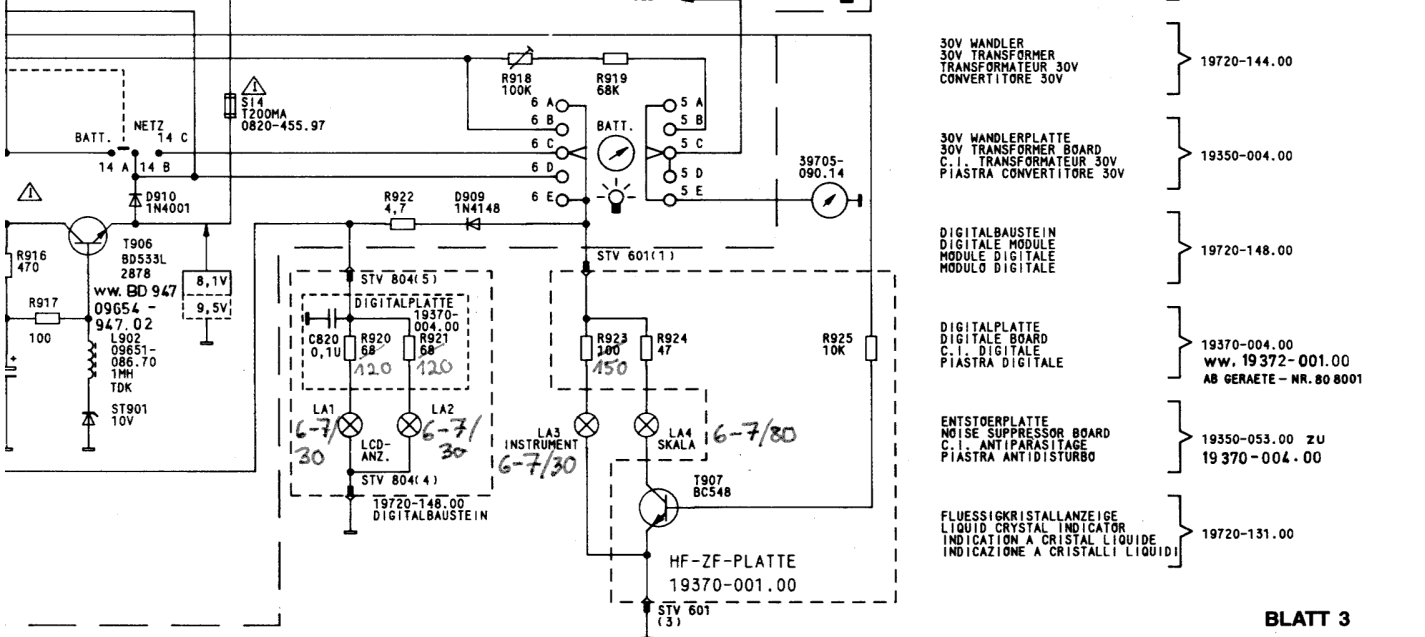 R918
100K
R919
68K
SI4
T200MA
0820-455.97
6 A
5 A
6 B
BATT.
5 B
6 C
5 C
6 D
5 D
6 E
5 E
BATT.
NETZ
14 C
14 A
14 B
39705-
090.14
D910
1N4001
R922
4,7
D909
1N4148
T906
BD533L
2878
WW. BD 947
09654 -
947.02
R916
470
R917
100
8,1V
9,5V
L902
09651-
086.70
1MH
TDK
ST901
10V
STV 804(5)
DIGITALPLATTE
19370-
004.00
C820
0,1U
R920
68
120
R921
68
120
LA1
6-7/
30
LCD-
ANZ.
LA2
6-7/
30
STV 804(4)
19720-148.00
DIGITALBAUSTEIN
STV 601(1)
R923
100
150
R924
47
R925
10K
LA3
INSTRUMENT
6-7/30
LA4
SKALA
6-7/80
T907
BC548
HF-ZF-PLATTE
19370-001.00
STV 601
(3)
30V WANDLER
30V TRANSFORMER
TRANSFORMATEUR 30V
CONVERTITORE 30V
19720-144.00
30V WANDLERPLATTE
30V TRANSFORMER BOARD
C.I. TRANSFORMATEUR 30V
PIASTRA CONVERTITORE 30V
19350-004.00
DIGITALBAUSTEIN
DIGITALE MODULE
MODULE DIGITALE
MODULO DIGITALE
19720-148.00
DIGITALPLATTE
DIGITALE BOARD
C.I. DIGITALE
PIASTRA DIGITALE
19370-004.00
WW. 19372-001.00
AB GERAETE-NR. 80 8001
ENTSTOERPLATTE
NOISE SUPPRESSOR BOARD
C.I. ANTIPARASITAGE
PIASTRA ANTIDISTURBO
19350-053.00 ZU
19370-004.00
FLUESSIGKRISTALLANZEIGE
LIQUID CRYSTAL INDICATOR
INDICATION A CRISTAL LIQUIDE
INDICAZIONE A CRISTALLI LIQUIDI
19720-131.00
BLATT 3